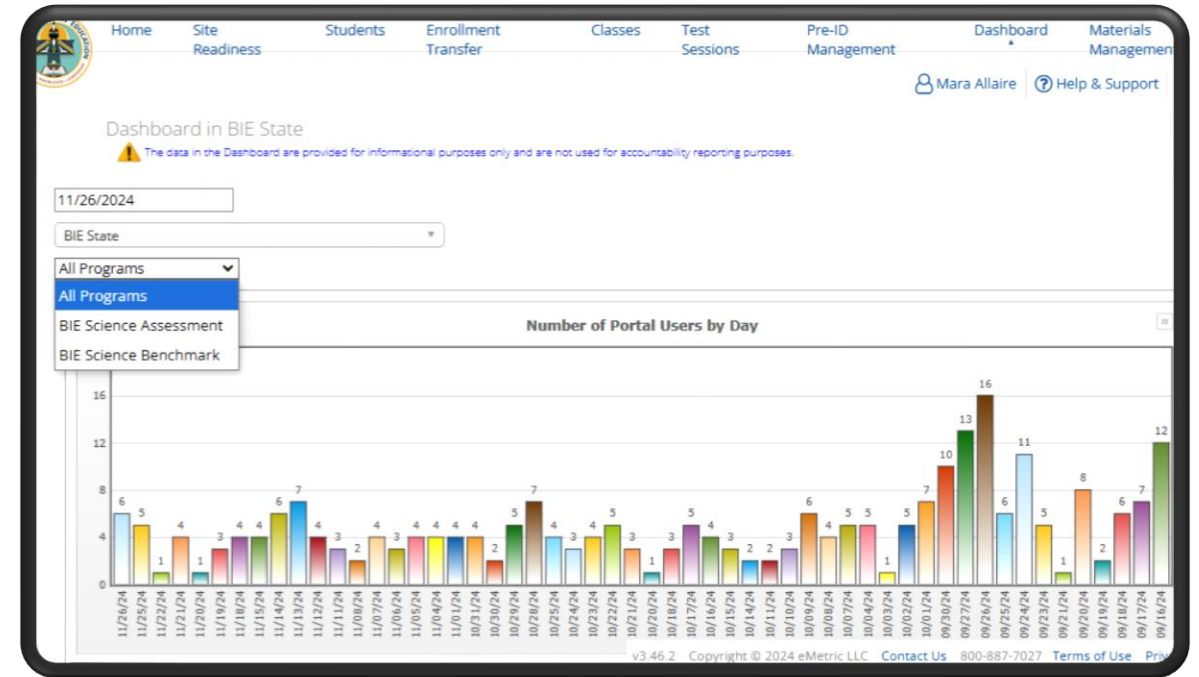 EDUCATION
Home Site Readiness Students Enrollment Transfer Classes Test Sessions Pre-ID Management Dashboard Materials
Mara Allaire Help & Support
Dashboard in BIE State
The data in the Dashboard are provided for informational purposes only and are not used for accountability reporting purposes.
11/26/2024
BIE State
All Programs
All Programs
BIE Science Assessment
BIE Science Benchmark
Number of Portal Users by Day
16
12
8
4
0
6 5 1 4 1 3 4 4 6 7 4 3 2 4 3 4 4 4 4 2 5 7 4 3 4 5 3 1 3 5 4 3 2 2 3 6 4 5 5 1 5 7 10 13 16 6 11 5 1 8 2 6 7 12
11/26/24 11/25/24 11/22/24 11/21/24 11/20/24 11/19/24 11/18/24 11/15/24 11/14/24 11/13/24 11/12/24 11/11/24 11/08/24 11/07/24 11/06/24 11/05/24 11/04/24 11/01/24 10/31/24 10/30/24 10/29/24 10/28/24 10/25/24 10/24/24 10/23/24 10/22/24 10/21/24 10/20/24 10/18/24 10/17/24 10/16/24 10/15/24 10/14/24 10/11/24 10/10/24 10/09/24 10/08/24 10/07/24 10/04/24 10/03/24 10/02/24 10/01/24 09/30/24 09/27/24 09/26/24 09/25/24 09/24/24 09/23/24 09/21/24 09/20/24 09/19/24 09/18/24 09/17/24 09/16/24
v3.46.2 Copyright © 2024 eMetric LLC Contact Us 800-887-7027 Terms of Use